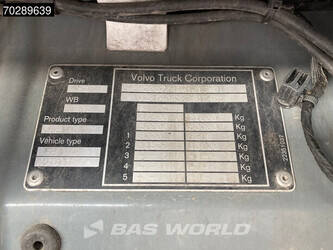 70289639
Drive
WB
Product type
Vehicle type
Volvo Truck Corporation
Kg
Kg
1 Kg
2 Kg
3 Kg
4 Kg
5 Kg
BAS WORLD